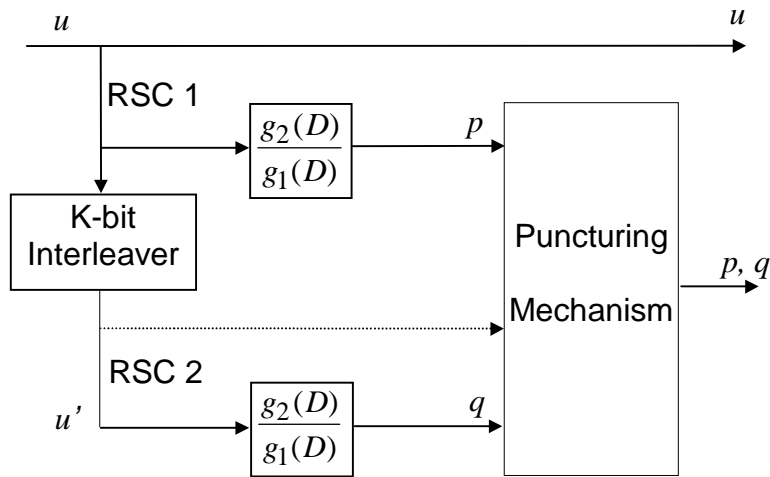 u
u
RSC 1
g2(D)
g1(D)
p
K-bit
Interleaver
Puncturing
Mechanism
p, q
RSC 2
u'
g2(D)
g1(D)
q